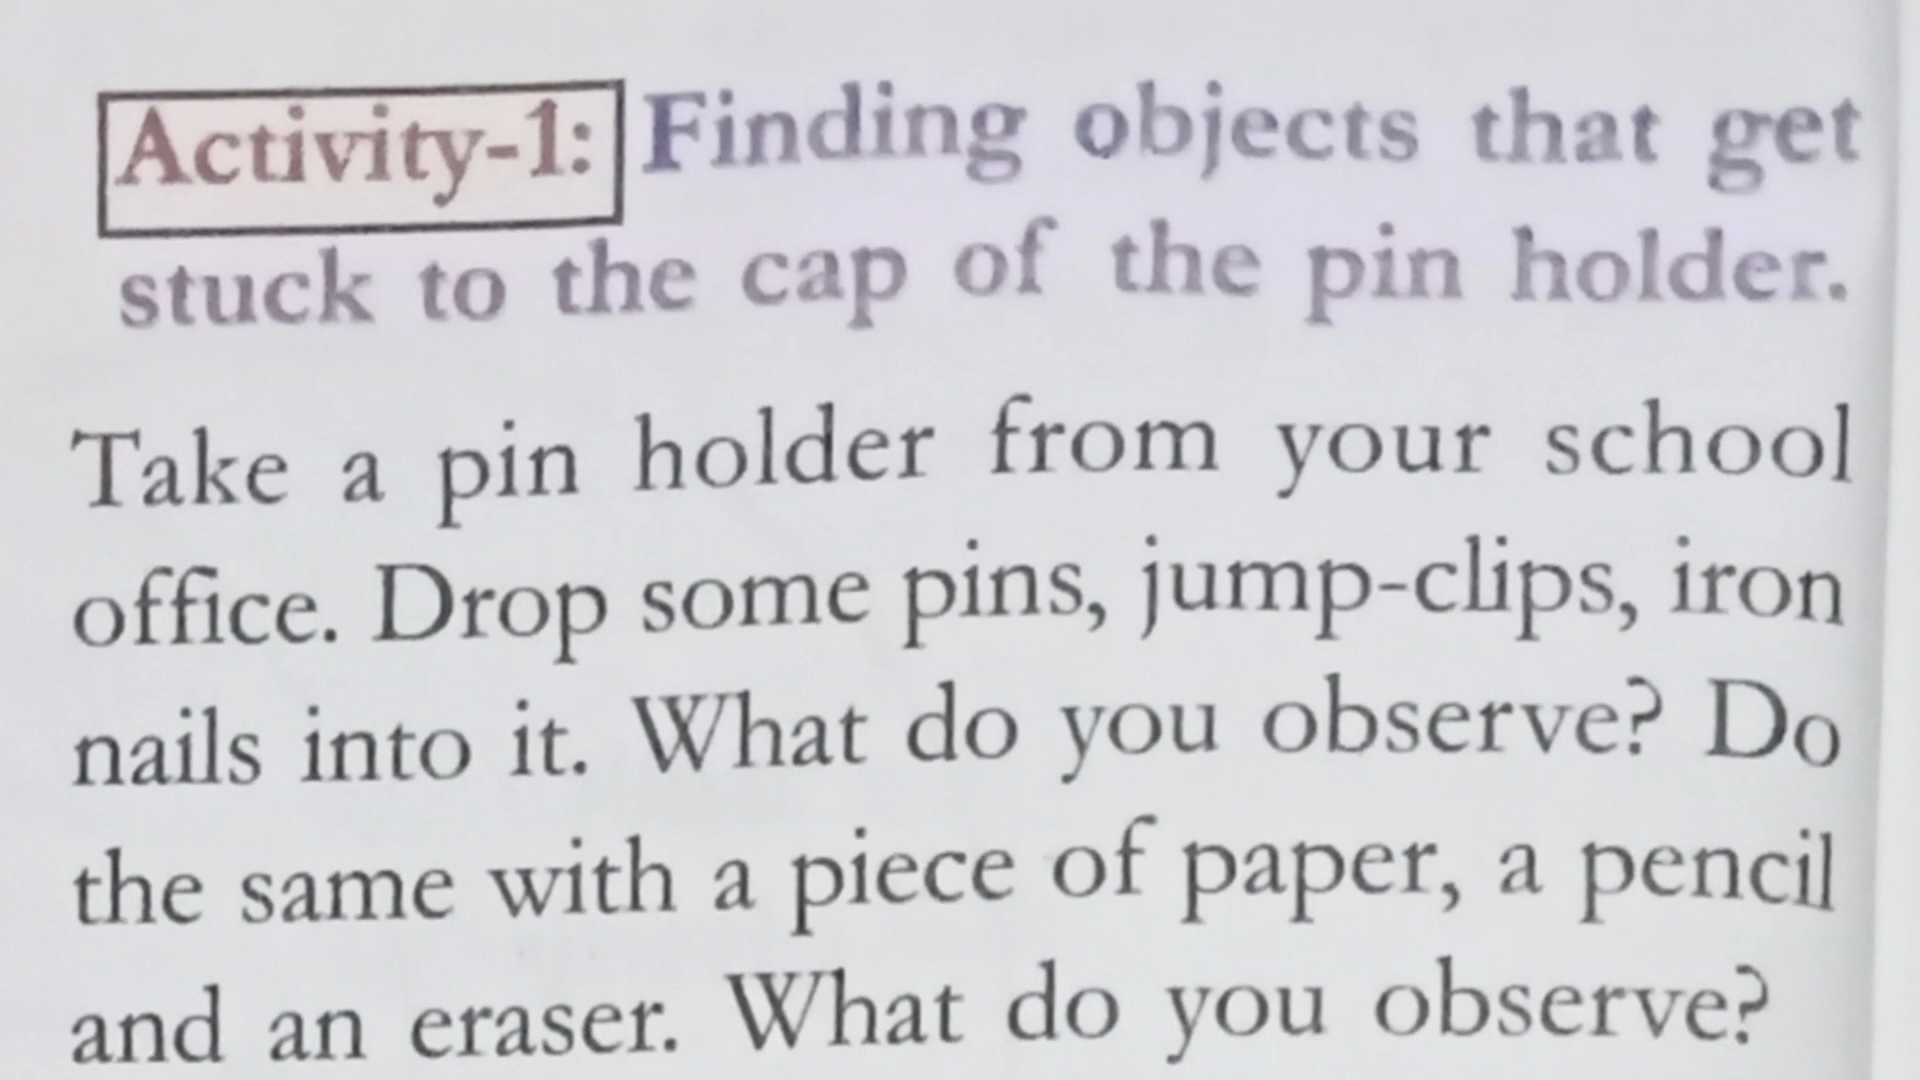 Activity-1: Finding objects that get
stuck to the cap of the pin holder.
Take a pin holder from your school
office. Drop some pins, jump-clips, iron
nails into it. What do you observe? Do
the same with a piece of paper, a pencil
and an eraser. What do you observe?